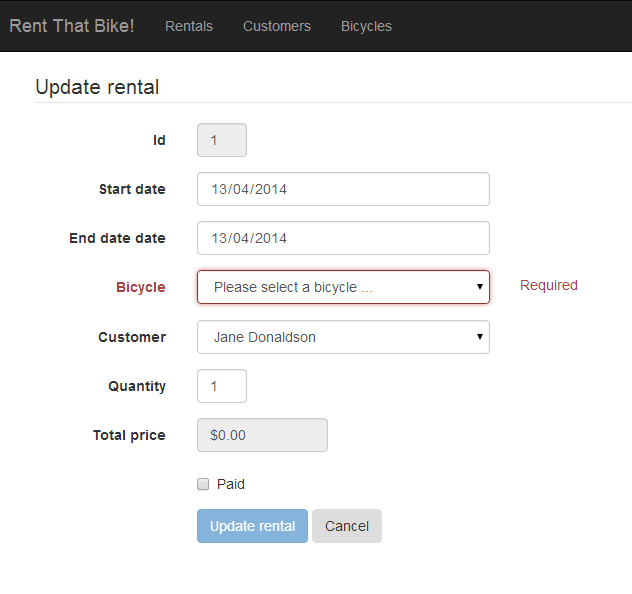 Rent That Bike! Rentals Customers Bicycles
Update rental
Id 1
Start date 13/04/2014
End date date 13/04/2014
Bicycle Please select a bicycle ... Required
Customer Jane Donaldson
Quantity 1
Total price $0.00
Paid
Update rental Cancel